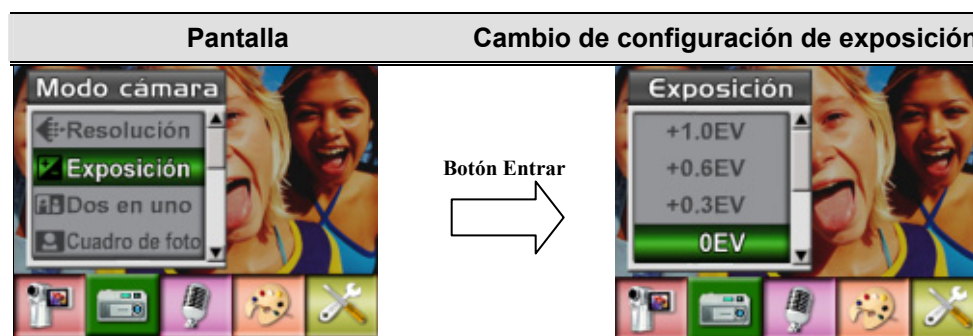 Pantalla
Cambio de configuración de exposición
Modo cámara
Resolución
Exposición
Dos en uno
Cuadro de foto
Botón Entrar
Exposición
+1.0EV
+0.6EV
+0.3EV
0EV